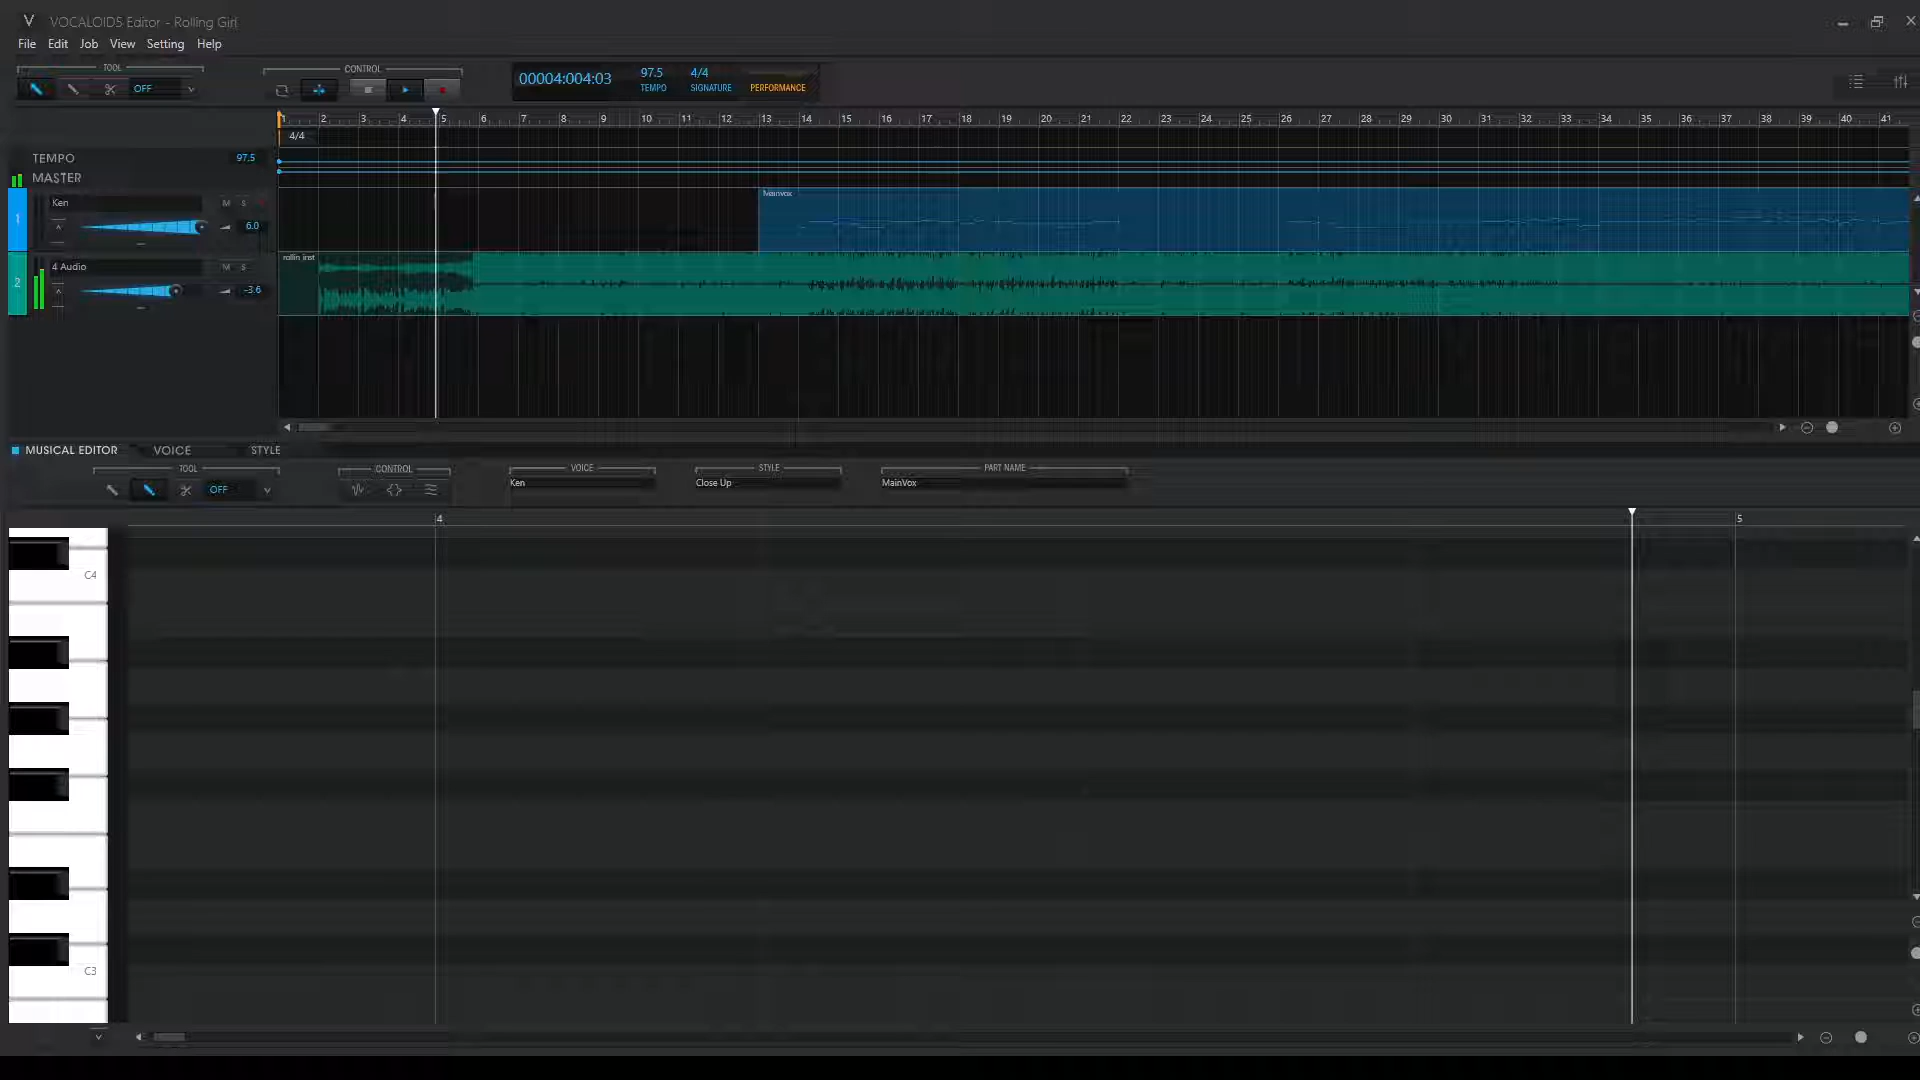 VOCALOID5 Editor - Rolling Girl
File Edit Job View Setting Help
TOOL
OFF
CONTROL
00004:004:03
97.5
TEMPO
4/4
SIGNATURE
PERFORMANCE
1 2 3 4 5 6 7 8 9 10 11 12 13 14 15 16 17 18 19 20 21 22 23 24 25 26 27 28 29 30 31 32 33 34 35 36 37 38 39 40 41
4/4
TEMPO 97.5
MASTER
1 Ken M S
6.0
MainVox
2 4 Audio M S
-3.6
rollin inst
MUSICAL EDITOR VOICE STYLE
TOOL
OFF
CONTROL
VOICE
Ken
STYLE
Close Up
PART NAME
MainVox
4 5
C4
C3